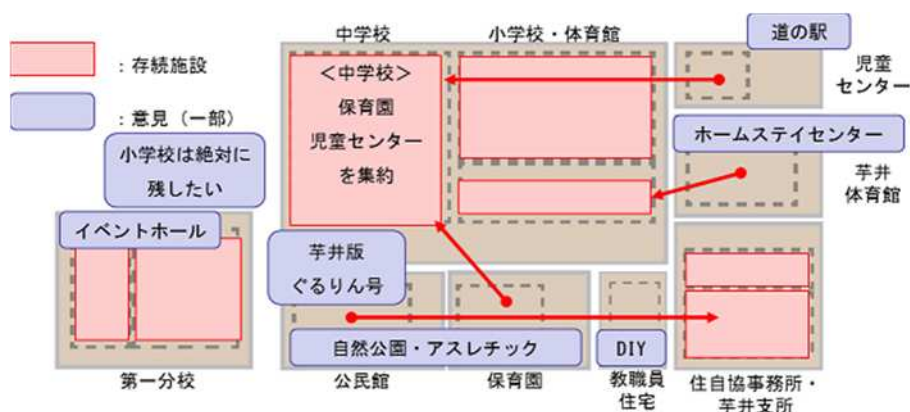 ：存続施設
：意見（一部）
中学校
小学校・体育館
道の駅
児童
センター
＜中学校＞
保育園
児童センター
を集約
ホームステイセンター
芋井
体育館
小学校は絶対に
残したい
イベントホール
芋井版
ぐるりん号
自然公園・アスレチック
DIY
第一分校
公民館
保育園
教職員
住宅
住自協事務所・
芋井支所